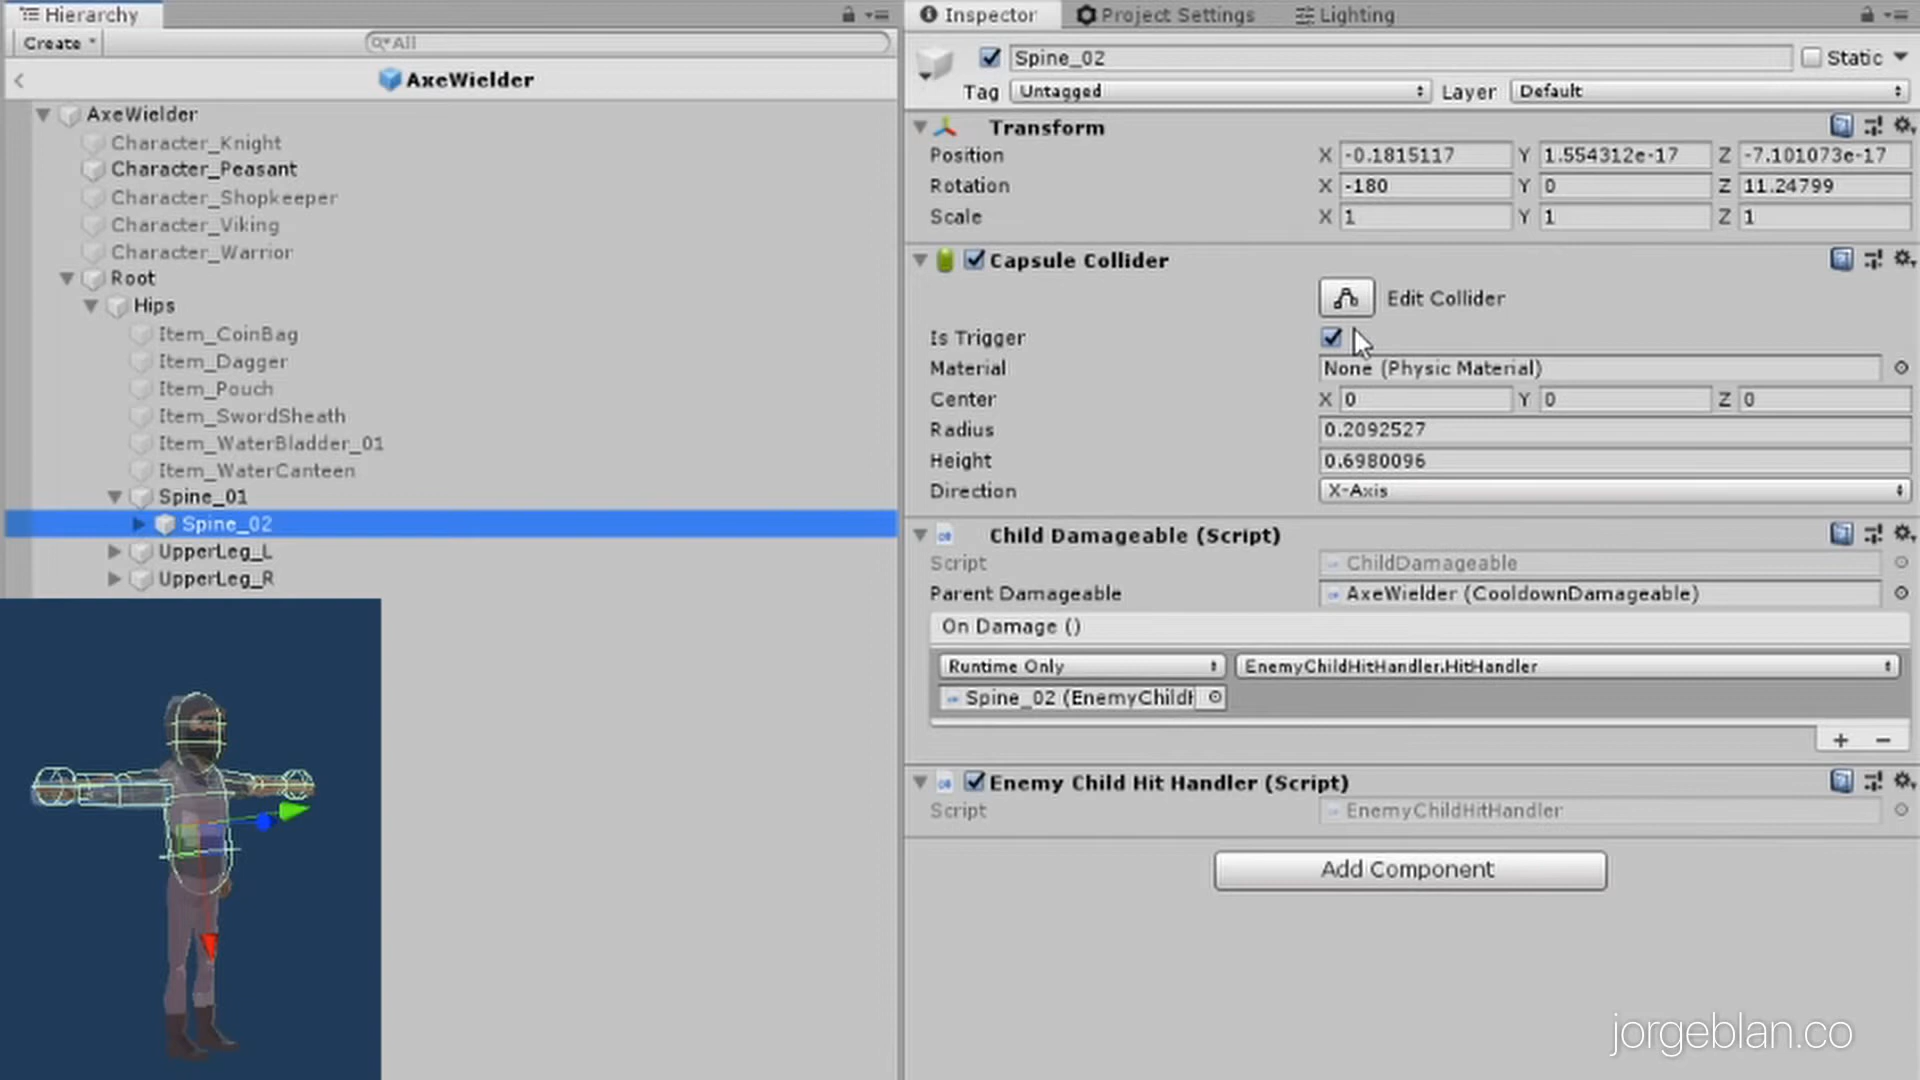 Hierarchy
Create
All
AxeWielder
AxeWielder
Character_Knight
Character_Peasant
Character_Shopkeeper
Character_Viking
Character_Warrior
Root
Hips
Item_CoinBag
Item_Dagger
Item_Pouch
Item_SwordSheath
Item_WaterBladder_01
Item_WaterCanteen
Spine_01
Spine_02
UpperLeg_L
UpperLeg_R
Inspector Project Settings Lighting
Spine_02 Static
Tag Untagged Layer Default
Transform
Position X -0.1815117 Y 1.554312e-17 Z -7.101073e-17
Rotation X -180 Y 0 Z 11.24799
Scale X 1 Y 1 Z 1
Capsule Collider
Edit Collider
Is Trigger
Material None (Physic Material)
Center X 0 Y 0 Z 0
Radius 0.2092527
Height 0.6980096
Direction X-Axis
Child Damageable (Script)
Script ChildDamageable
Parent Damageable AxeWielder (CooldownDamageable)
On Damage ()
Runtime Only EnemyChildHitHandler.HitHandler
Spine_02 (EnemyChildH
+ −
Enemy Child Hit Handler (Script)
Script EnemyChildHitHandler
Add Component
jorgeblan.co